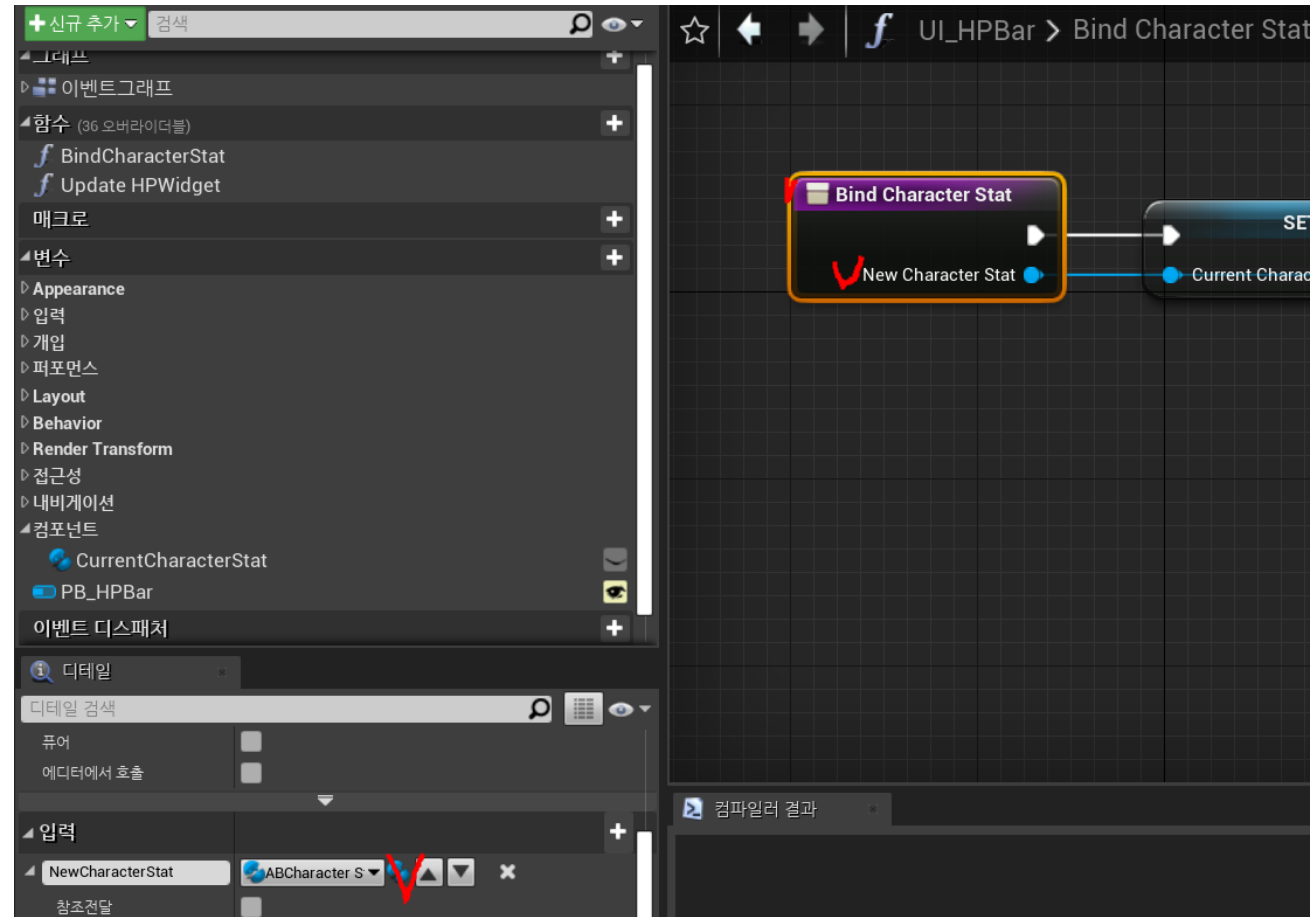 신규 추가
검색
그래프
이벤트그래프
함수 (36 오버라이더블)
BindCharacterStat
Update HPWidget
매크로
변수
Appearance
입력
개입
퍼포먼스
Layout
Behavior
Render Transform
접근성
내비게이션
컴포넌트
CurrentCharacterStat
PB_HPBar
이벤트 디스패처
디테일
디테일 검색
퓨어
에디터에서 호출
입력
NewCharacterStat
ABCharacter S
참조전달
UI_HPBar > Bind Character Stat
Bind Character Stat
New Character Stat
SET
Current Charac
컴파일러 결과